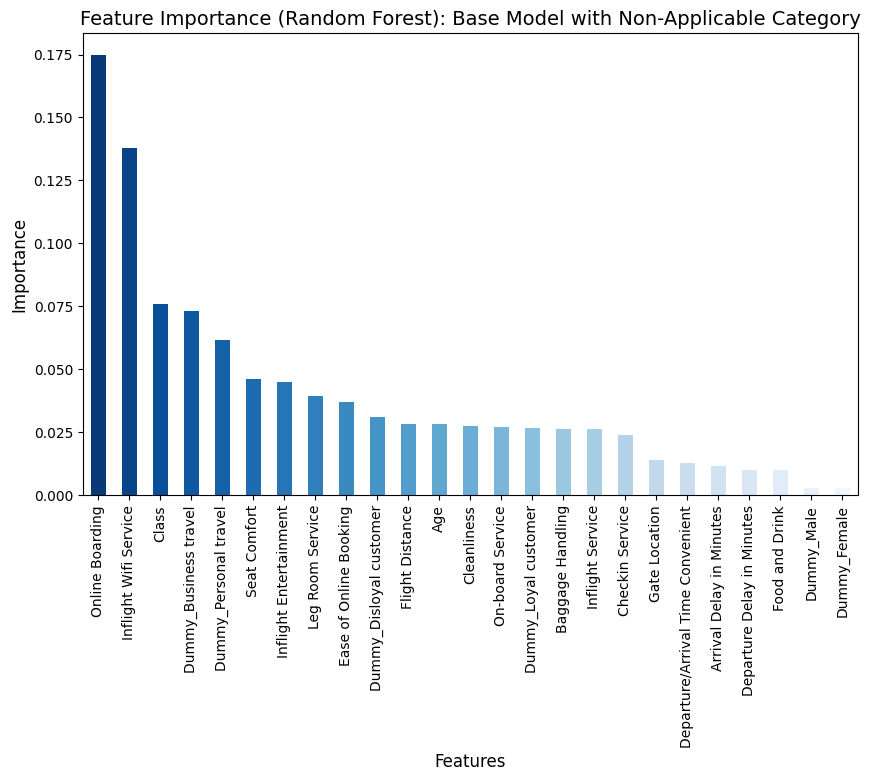 Feature Importance (Random Forest): Base Model with Non-Applicable Category
0.175
0.150
0.125
0.100
0.075
0.050
0.025
0.000
Importance
Online Boarding
Inflight Wifi Service
Class
Dummy_Business travel
Dummy_Personal travel
Seat Comfort
Inflight Entertainment
Leg Room Service
Ease of Online Booking
Dummy_Disloyal customer
Flight Distance
Age
Cleanliness
On-board Service
Dummy_Loyal customer
Baggage Handling
Inflight Service
Checkin Service
Gate Location
Departure/Arrival Time Convenient
Arrival Delay in Minutes
Departure Delay in Minutes
Food and Drink
Dummy_Male
Dummy_Female
Features